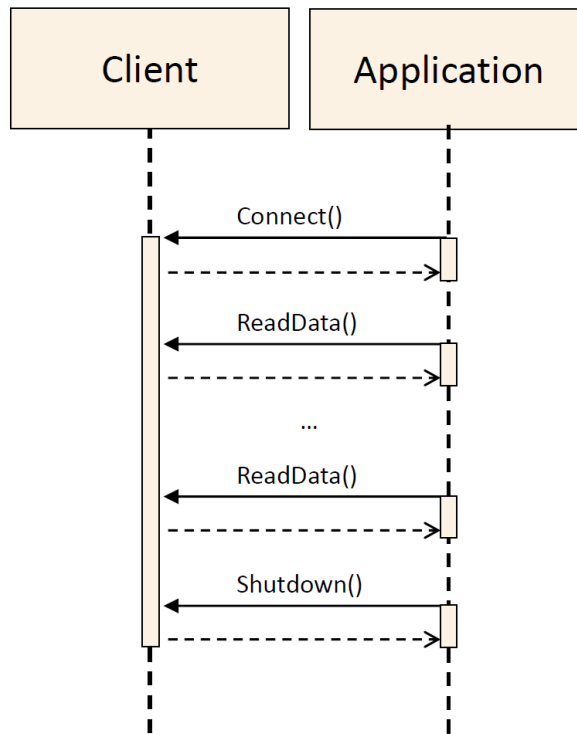 Client
Application
Connect()
ReadData()
...
ReadData()
Shutdown()